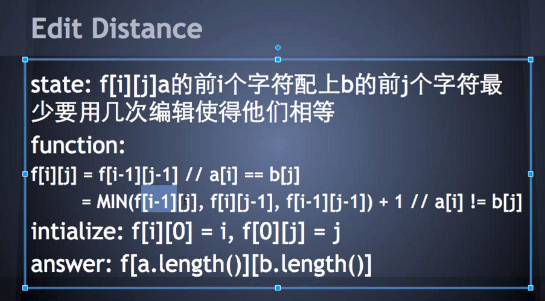 Edit Distance
state: f[i][j]a的前i个字符配上b的前j个字符最
少要用几次编辑使得他们相等
function:
f[i][j] = f[i-1][j-1] // a[i] == b[j]
= MIN(f[i-1][j], f[i][j-1], f[i-1][j-1]) + 1 // a[i] != b[j]
intialize: f[i][0] = i, f[0][j] = j
answer: f[a.length()][b.length()]